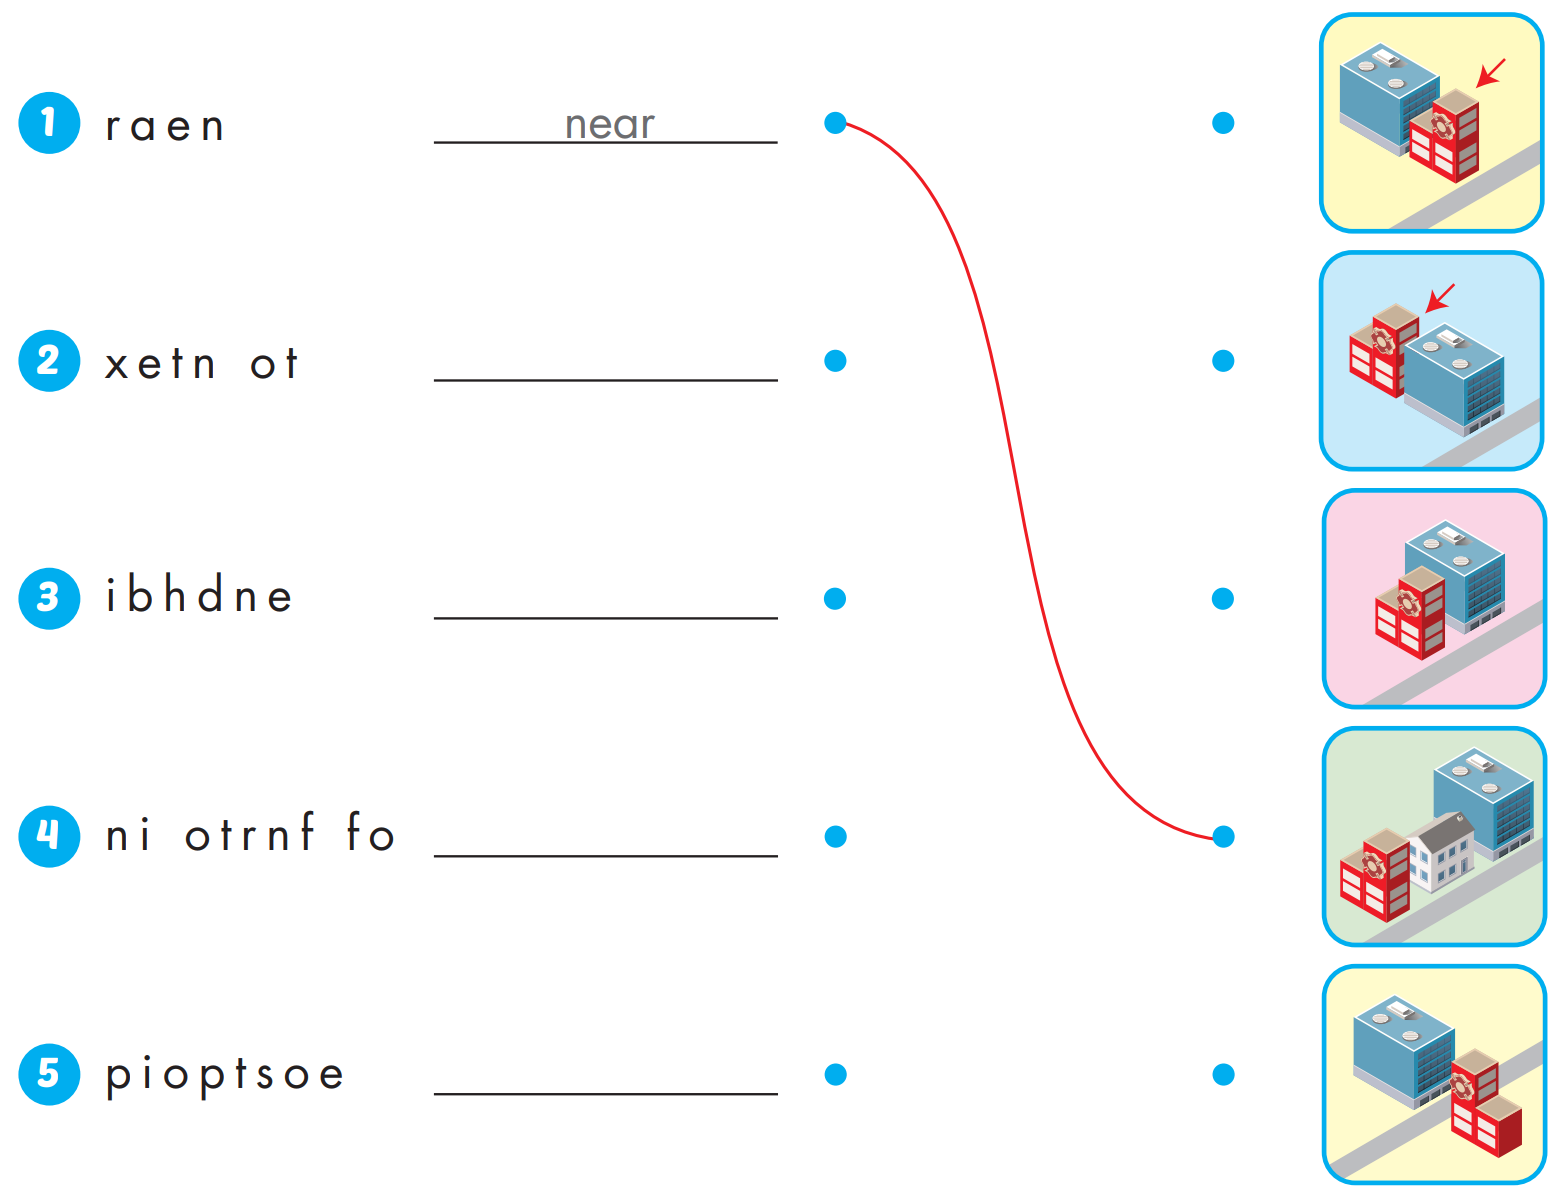 1 raen near
2 xetn ot
3 ibhdne
4 ni otrnf fo
5 pioptsoe